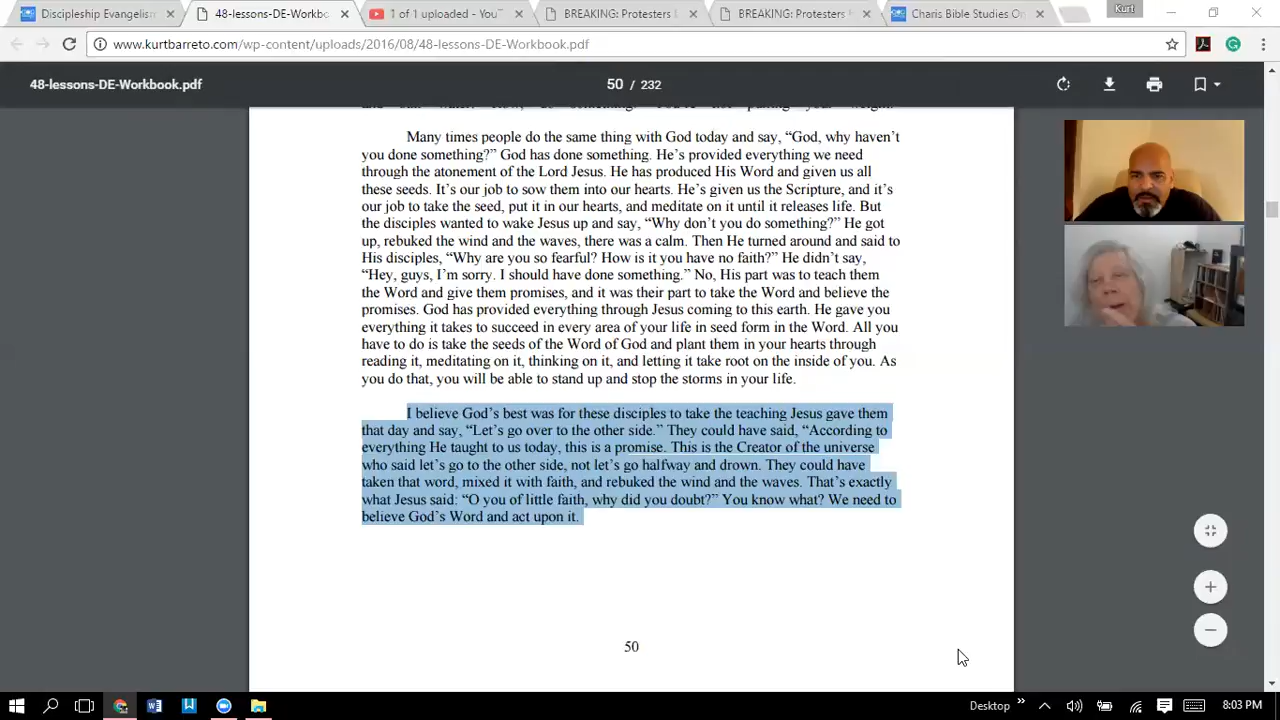 Discipleship Evangelis
48-lessons-DE-Workbo
1 of 1 uploaded - You
BREAKING: Protesters
BREAKING: Protesters
Charis Bible Studies O
Kurt
www.kurtbarreto.com/wp-content/uploads/2016/08/48-lessons-DE-Workbook.pdf
48-lessons-DE-Workbook.pdf
50 / 232
Many times people do the same thing with God today and say, “God, why haven’t
you done something?” God has done something. He’s provided everything we need
through the atonement of the Lord Jesus. He has produced His Word and given us all
these seeds. It’s our job to sow them into our hearts. He’s given us the Scripture, and it’s
our job to take the seed, put it in our hearts, and meditate on it until it releases life. But
the disciples wanted to wake Jesus up and say, “Why don’t you do something?” He got
up, rebuked the wind and the waves, there was a calm. Then He turned around and said to
His disciples, “Why are you so fearful? How is it you have no faith?” He didn’t say,
“Hey, guys, I’m sorry. I should have done something.” No, His part was to teach them
the Word and give them promises, and it was their part to take the Word and believe the
promises. God has provided everything through Jesus coming to this earth. He gave you
everything it takes to succeed in every area of your life in seed form in the Word. All you
have to do is take the seeds of the Word of God and plant them in your hearts through
reading it, meditating on it, thinking on it, and letting it take root on the inside of you. As
you do that, you will be able to stand up and stop the storms in your life.
I believe God’s best was for these disciples to take the teaching Jesus gave them
that day and say, “Let’s go over to the other side.” They could have said, “According to
everything He taught to us today, this is a promise. This is the Creator of the universe
who said let’s go to the other side, not let’s go halfway and drown. They could have
taken that word, mixed it with faith, and rebuked the wind and the waves. That’s exactly
what Jesus said: “O you of little faith, why did you doubt?” You know what? We need to
believe God’s Word and act upon it.
50
Desktop
8:03 PM